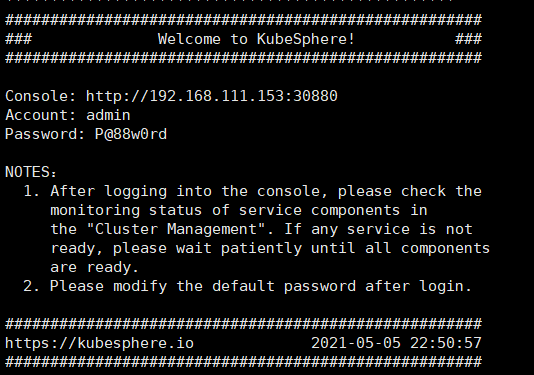 #####################################################
###              Welcome to KubeSphere!           ###
#####################################################
Console: http://192.168.111.153:30880
Account: admin
Password: P@88w0rd
NOTES:
1. After logging into the console, please check the
monitoring status of service components in
the "Cluster Management". If any service is not
ready, please wait patiently until all components
are ready.
2. Please modify the default password after login.
#####################################################
https://kubesphere.io             2021-05-05 22:50:57
#####################################################